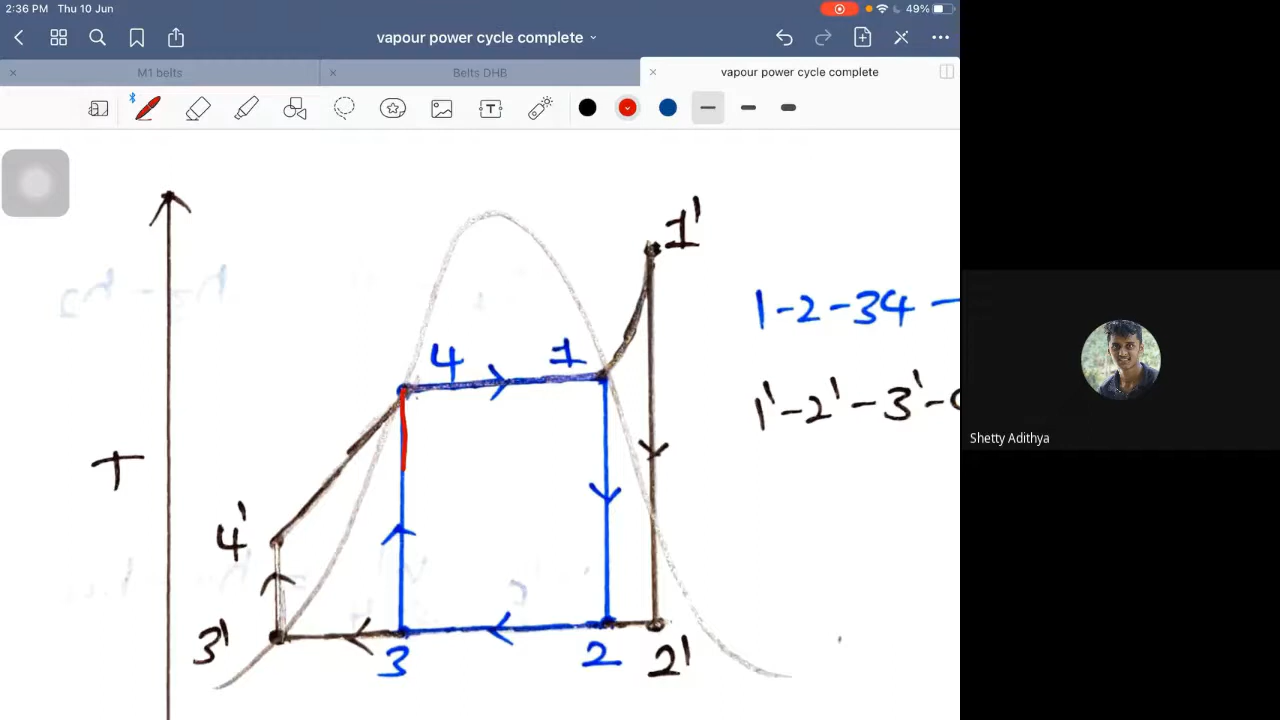 2:36 PM Thu 10 Jun
49%
vapour power cycle complete
M1 belts
Belts DHB
vapour power cycle complete
T
1'
4
1
1-2-34-
1'-2'-3'-
4'
3'
3
2
2'
Shetty Adithya